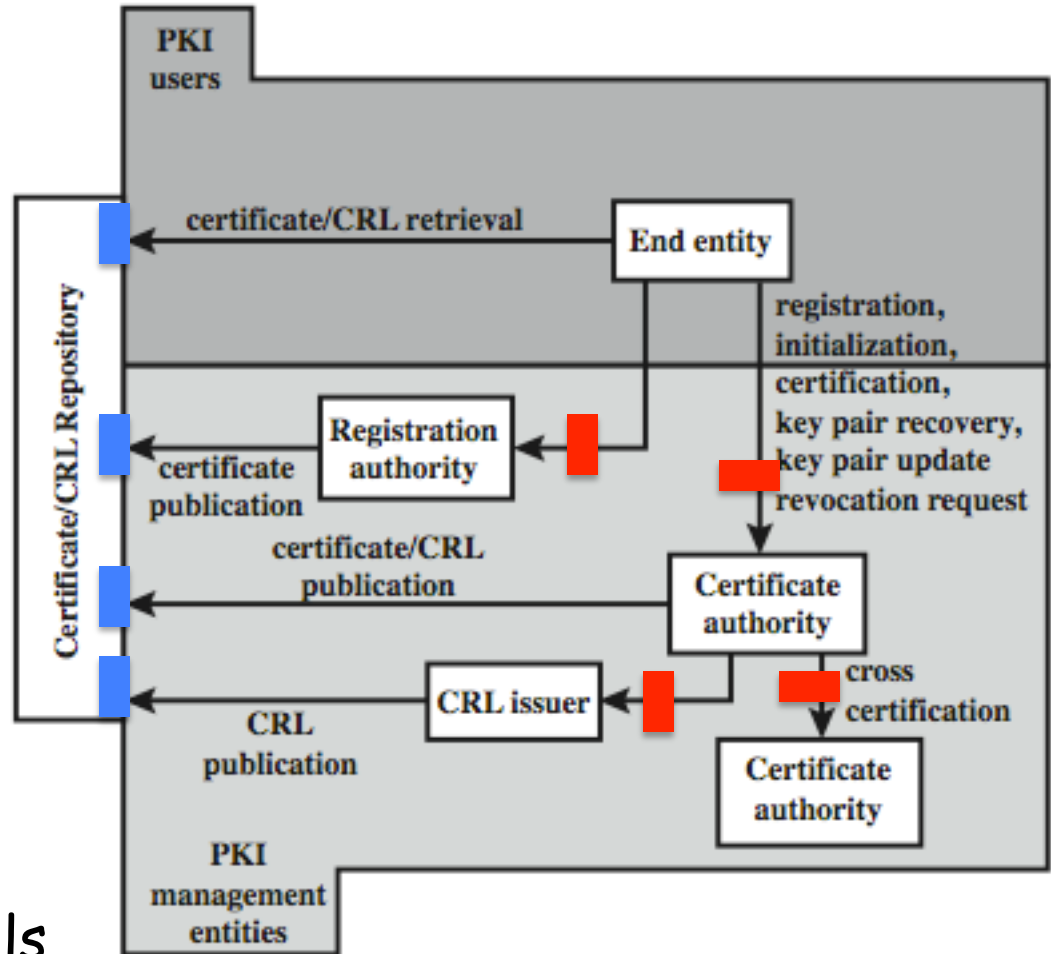 PKI
users
certificate/CRL retrieval
End entity
Certificate/CRL Repository
registration,
initialization,
certification,
key pair recovery,
key pair update
revocation request
Registration
authority
certificate
publication
certificate/CRL
publication
Certificate
authority
CRL issuer
CRL
publication
cross
certification
Certificate
authority
PKI
management
entities
ls